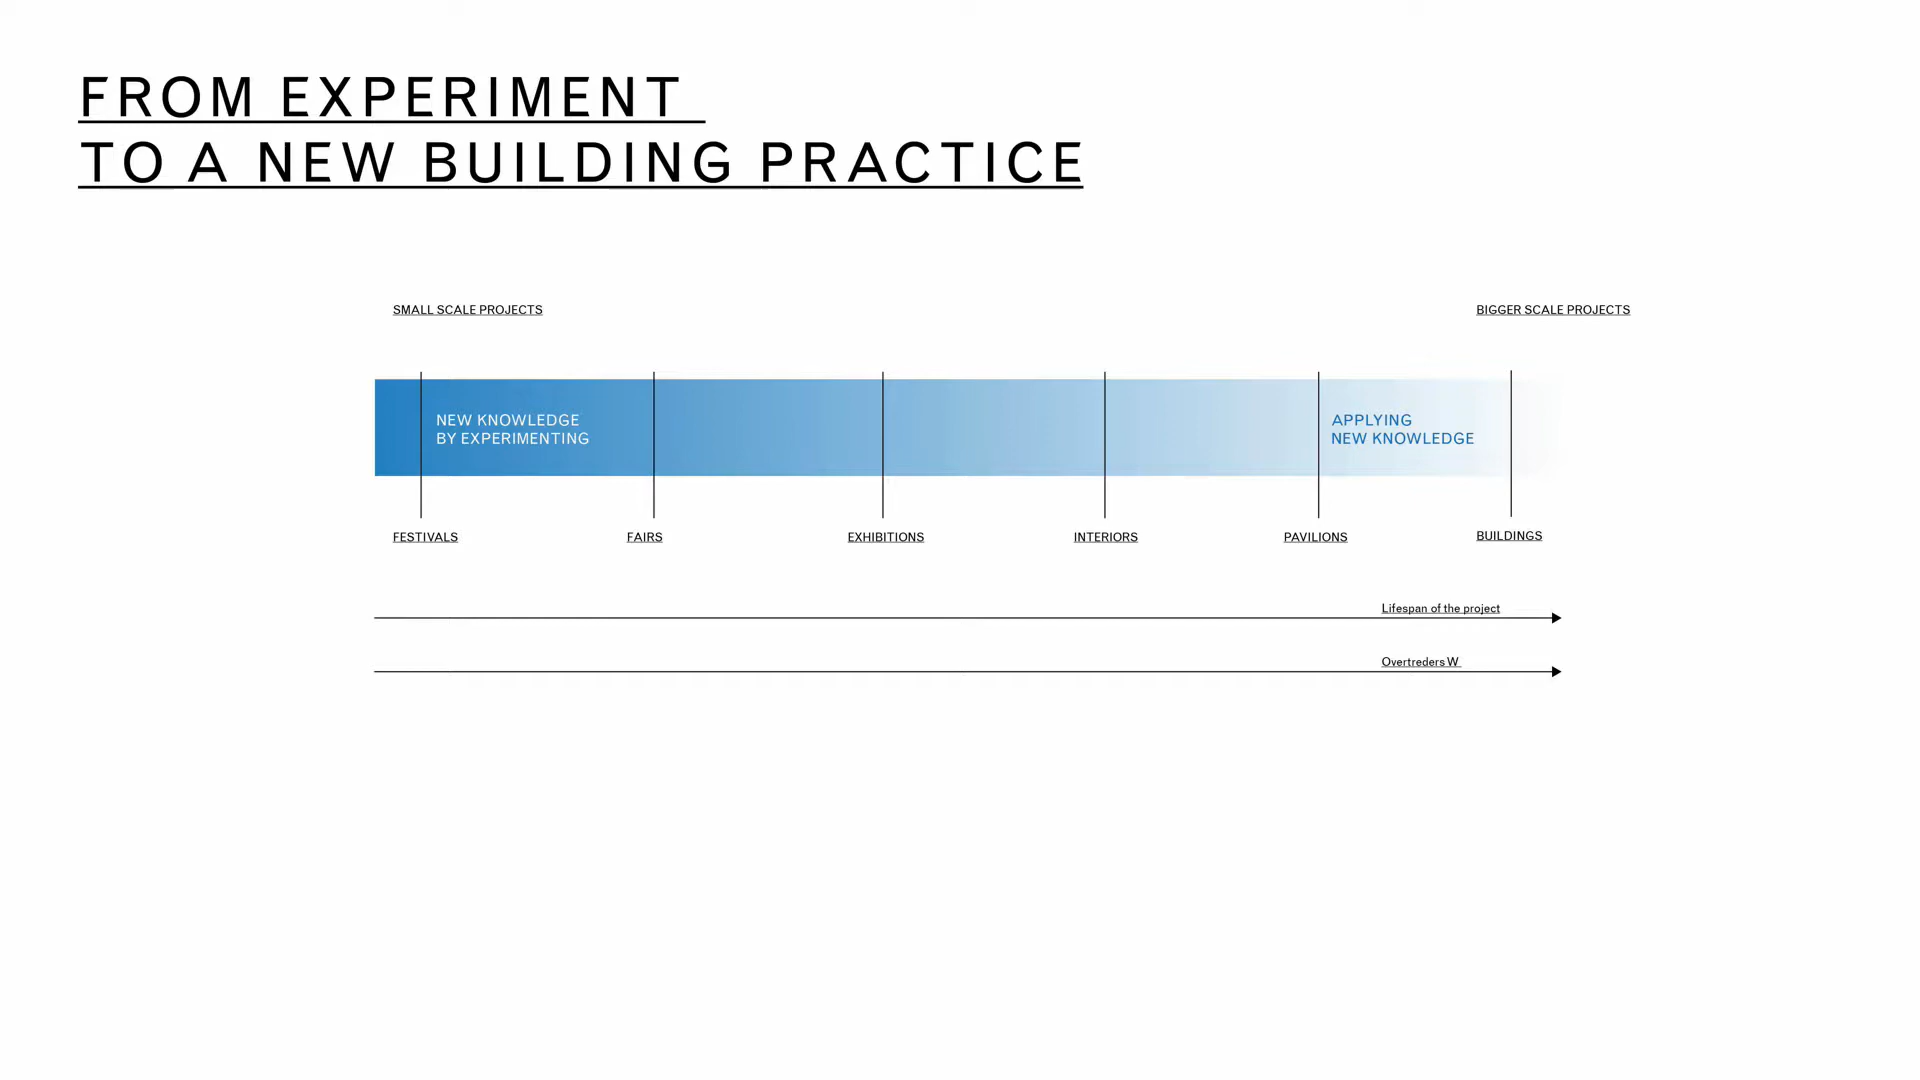 FROM EXPERIMENT
TO A NEW BUILDING PRACTICE
SMALL SCALE PROJECTS
BIGGER SCALE PROJECTS
NEW KNOWLEDGE
BY EXPERIMENTING
APPLYING
NEW KNOWLEDGE
FESTIVALS
FAIRS
EXHIBITIONS
INTERIORS
PAVILIONS
BUILDINGS
Lifespan of the project
Overtreders W